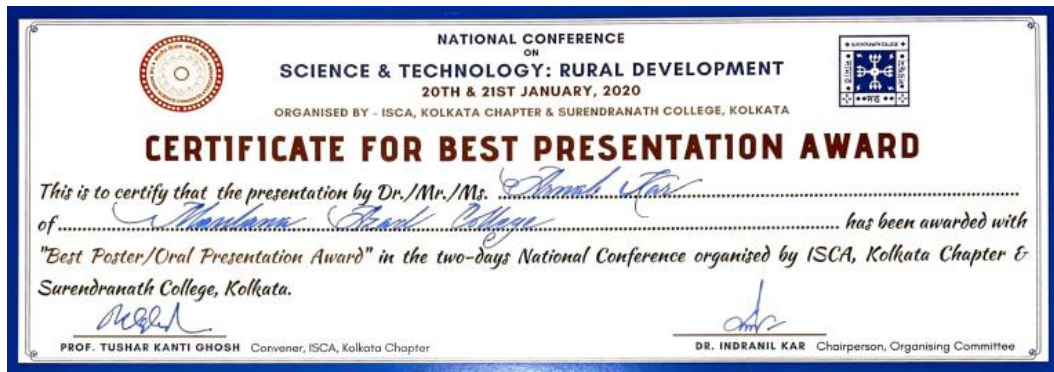 NATIONAL CONFERENCE
ON
SCIENCE & TECHNOLOGY: RURAL DEVELOPMENT
20TH & 21ST JANUARY, 2020
ORGANISED BY - ISCA, KOLKATA CHAPTER & SURENDRANATH COLLEGE, KOLKATA
CERTIFICATE FOR BEST PRESENTATION AWARD
This is to certify that the presentation by Dr./Mr./Ms. Arnab Kar
of Maulana Azad College has been awarded with
"Best Poster/Oral Presentation Award" in the two-days National Conference organised by ISCA, Kolkata Chapter &
Surendranath College, Kolkata.
PROF. TUSHAR KANTI GHOSH Convener, ISCA, Kolkata Chapter
DR. INDRANIL KAR Chairperson, Organising Committee